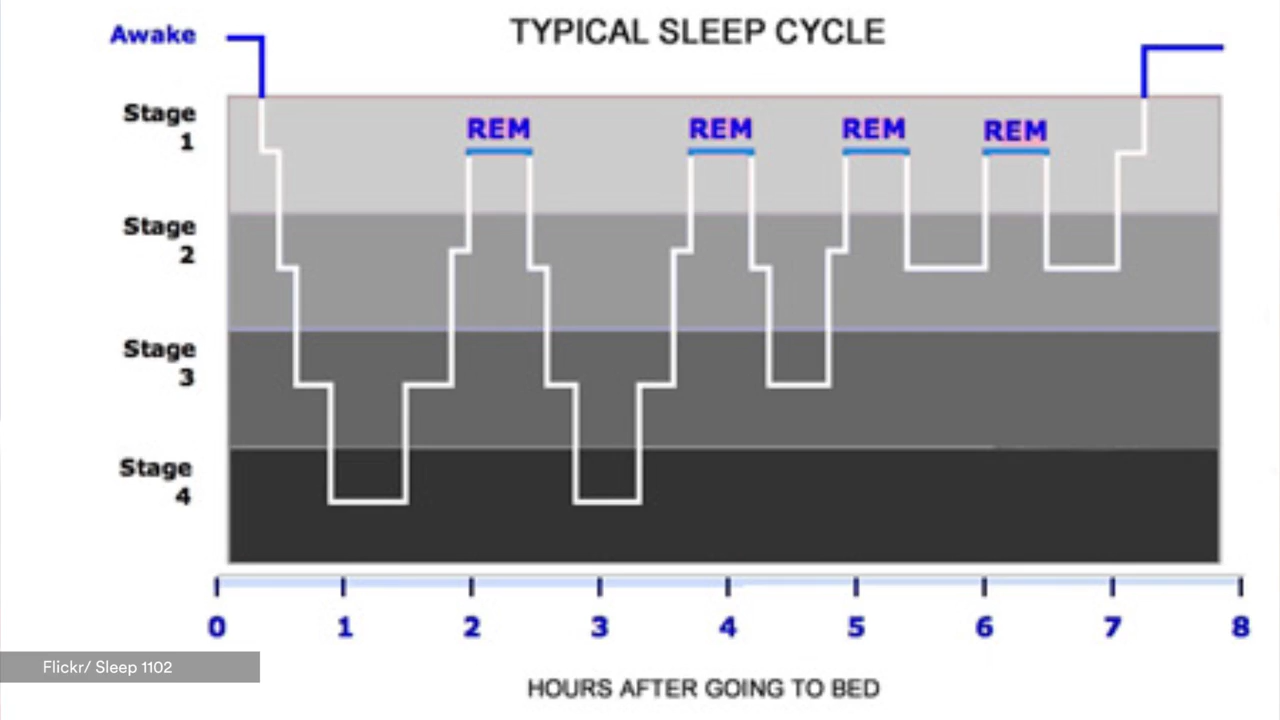 TYPICAL SLEEP CYCLE
Awake
Stage
1
REM REM REM REM
Stage
2
Stage
3
Stage
4
0 1 2 3 4 5 6 7 8
Flickr/ Sleep 1102
HOURS AFTER GOING TO BED